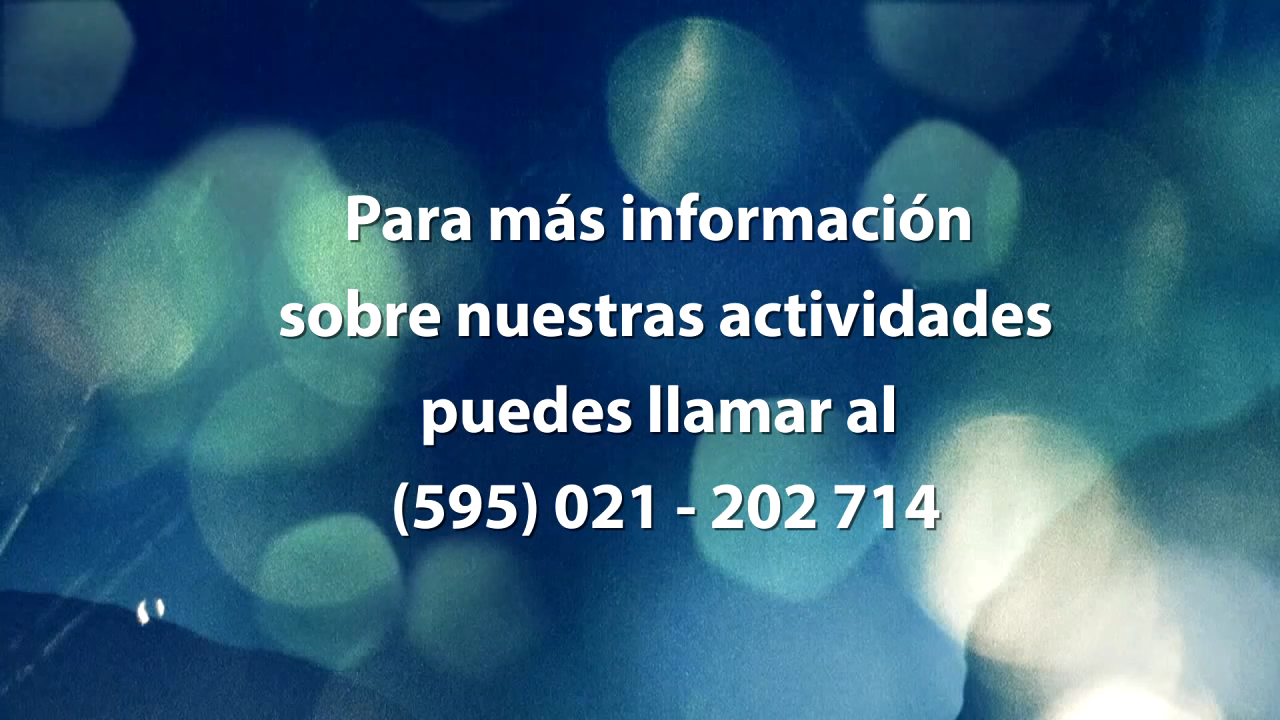 Para más información
sobre nuestras actividades
puedes llamar al
(595) 021 - 202 714